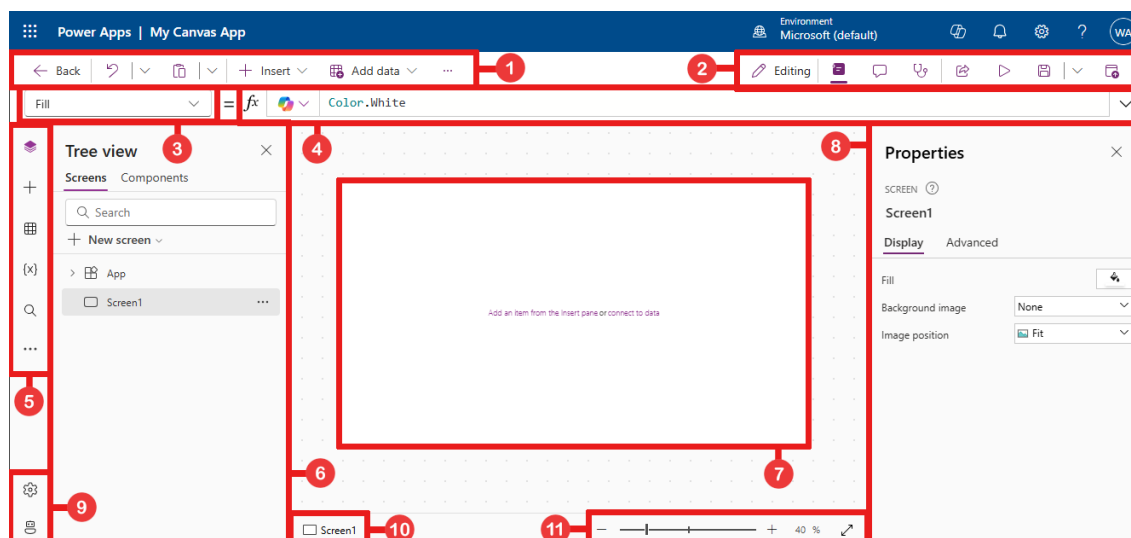 Power Apps | My Canvas App
Environment
Microsoft (default)
WA
Back
Insert
Add data
...
1
2
Editing
Fill
=
fx
Color.White
3
4
8
Tree view
Screens
Components
Search
New screen
App
Screen1
...
{x}
...
5
6
7
9
10
11
Add an item from the Insert pane or connect to data
Properties
SCREEN ?
Screen1
Display
Advanced
Fill
Background image
None
Image position
Fit
Screen1
40 %